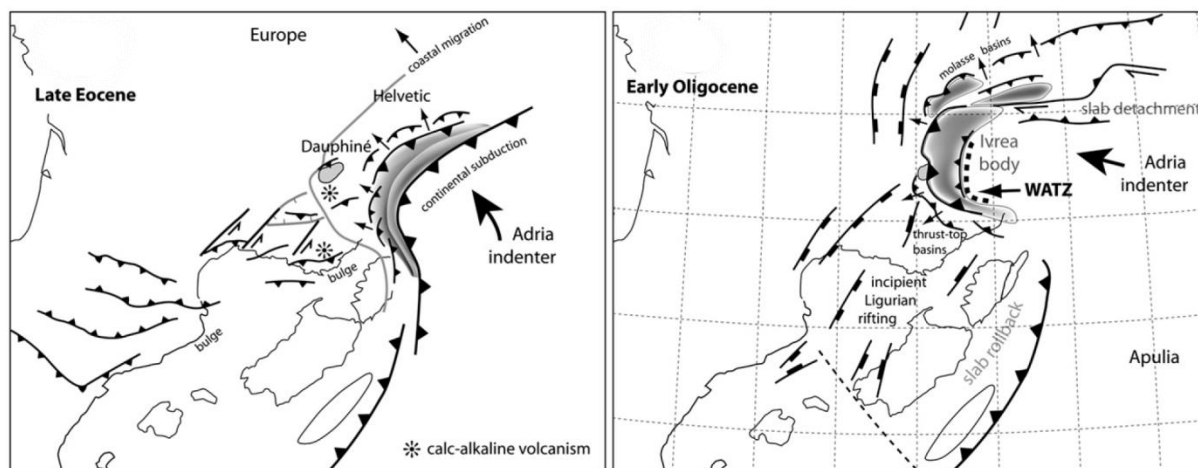 Europe
Late Eocene
coastal migration
Helvetic
Dauphiné
continental subduction
Adria
indenter
bulge
bulge
calc-alkaline volcanism
Early Oligocene
molasse basins
slab detachment
Ivrea
body
Adria
indenter
WATZ
thrust-top
basins
incipient
Ligurian
rifting
slab rollback
Apulia